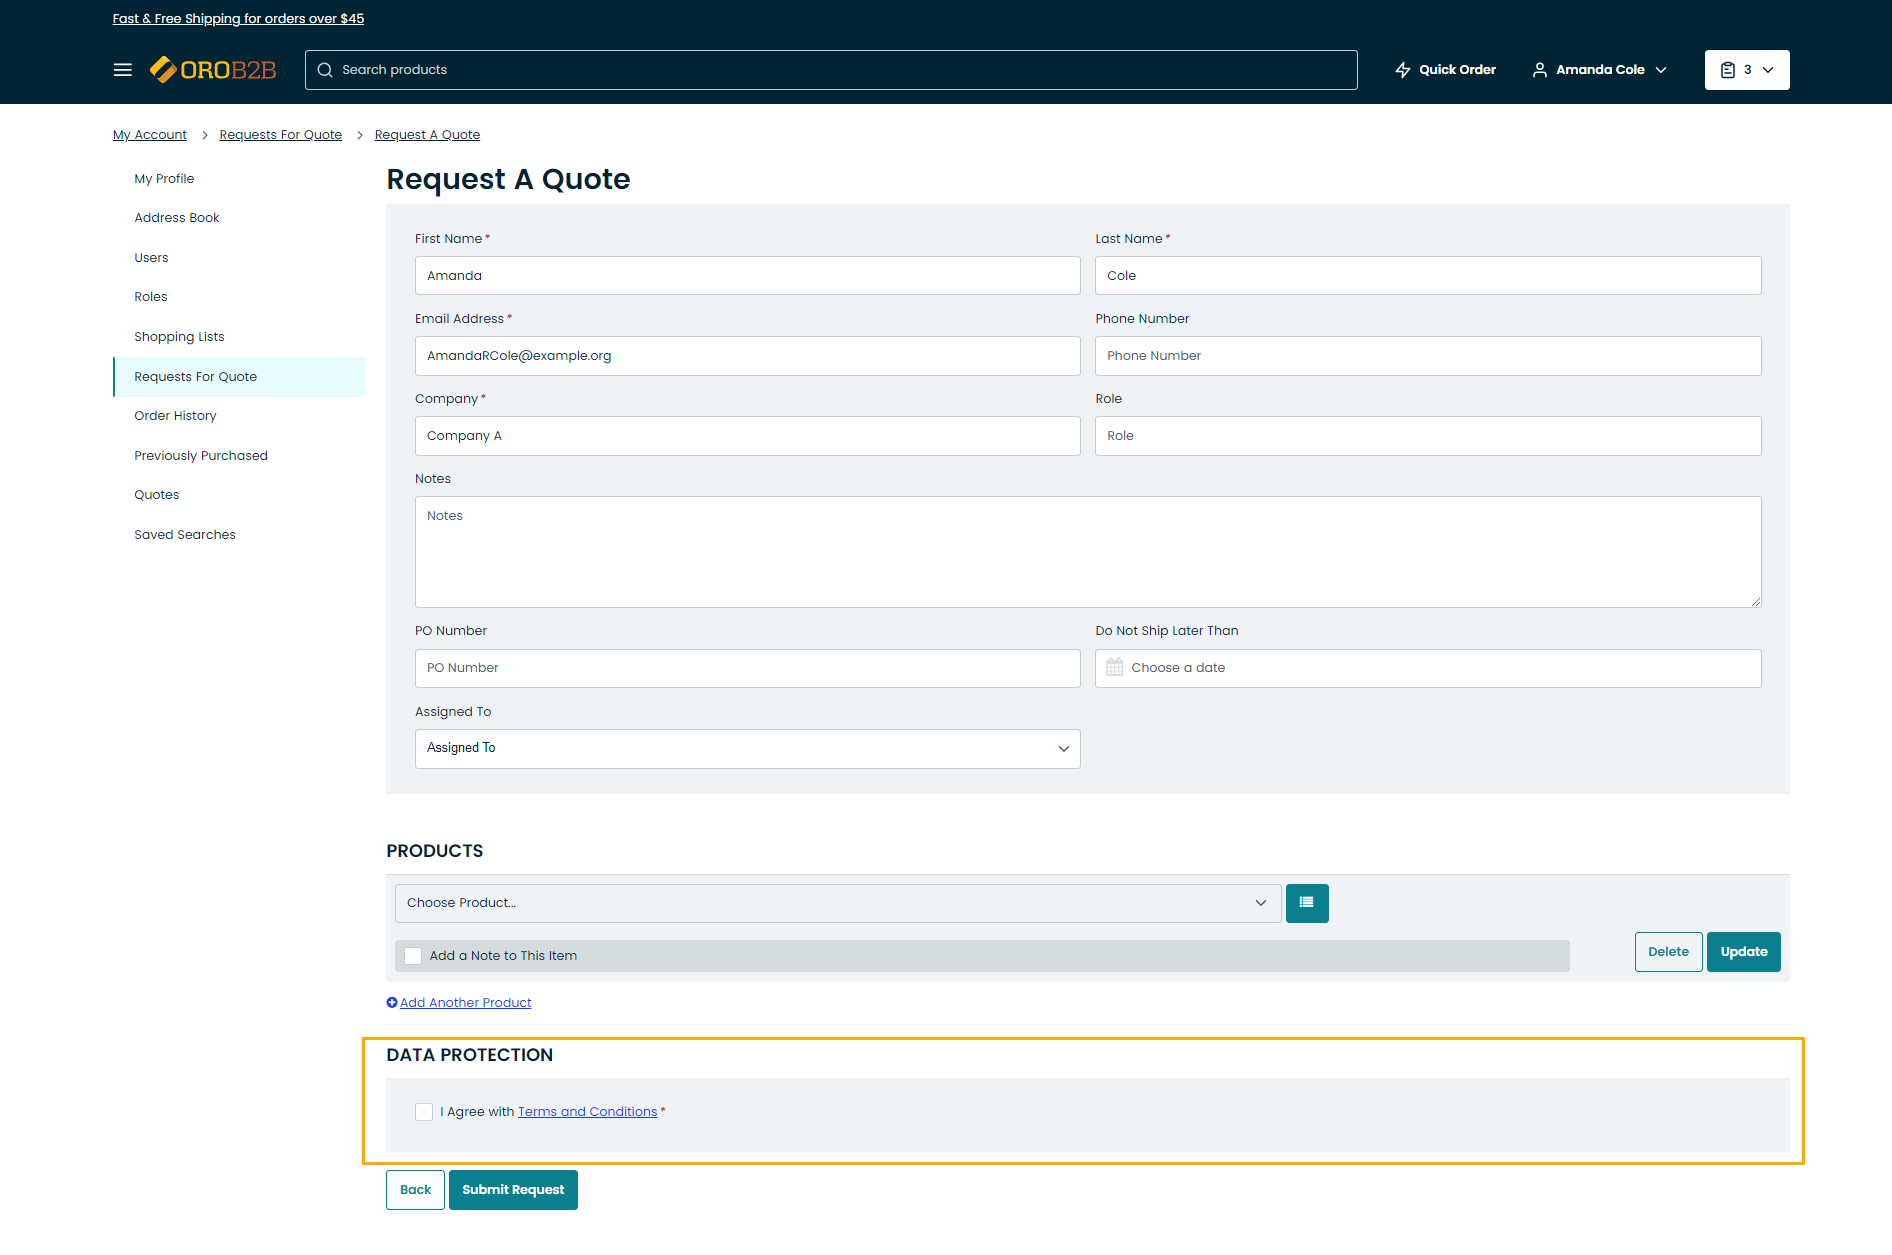 Fast & Free Shipping for orders over $45
OROB2B
Search products
Quick Order
Amanda Cole
3
My Account > Requests For Quote > Request A Quote
My Profile
Address Book
Users
Roles
Shopping Lists
Requests For Quote
Order History
Previously Purchased
Quotes
Saved Searches
Request A Quote
First Name *
Last Name *
Amanda
Cole
Email Address *
Phone Number
AmandaRCole@example.org
Phone Number
Company *
Role
Company A
Role
Notes
Notes
PO Number
Do Not Ship Later Than
PO Number
Choose a date
Assigned To
Assigned To
PRODUCTS
Choose Product...
Add a Note to This Item
Delete
Update
Add Another Product
DATA PROTECTION
I Agree with Terms and Conditions *
Back
Submit Request